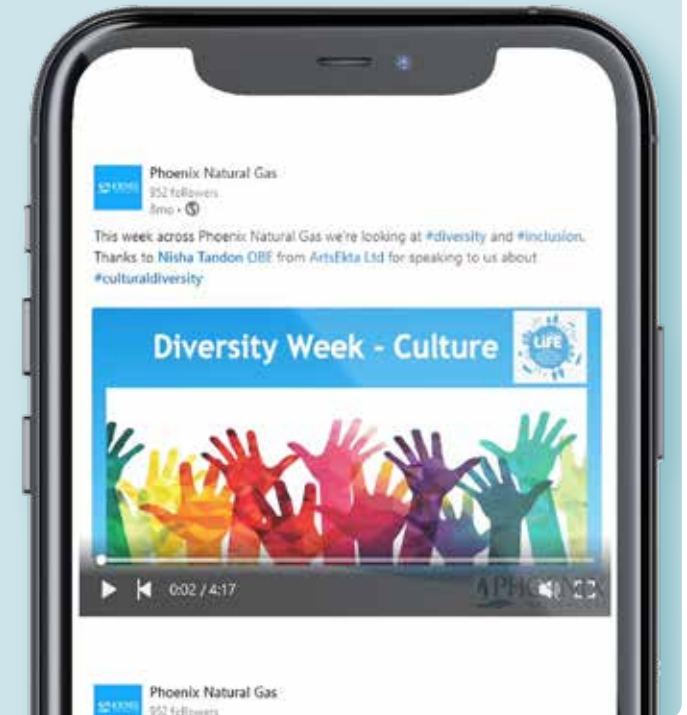 Phoenix Natural Gas
952 followers
8mo •
This week across Phoenix Natural Gas we're looking at #diversity and #inclusion.
Thanks to Nisha Tandon OBE from ArtsEkta Ltd for speaking to us about
#culturaldiversity
Diversity Week - Culture
LIFE
0:02 / 4:17
PHOENIX
Phoenix Natural Gas
952 followers